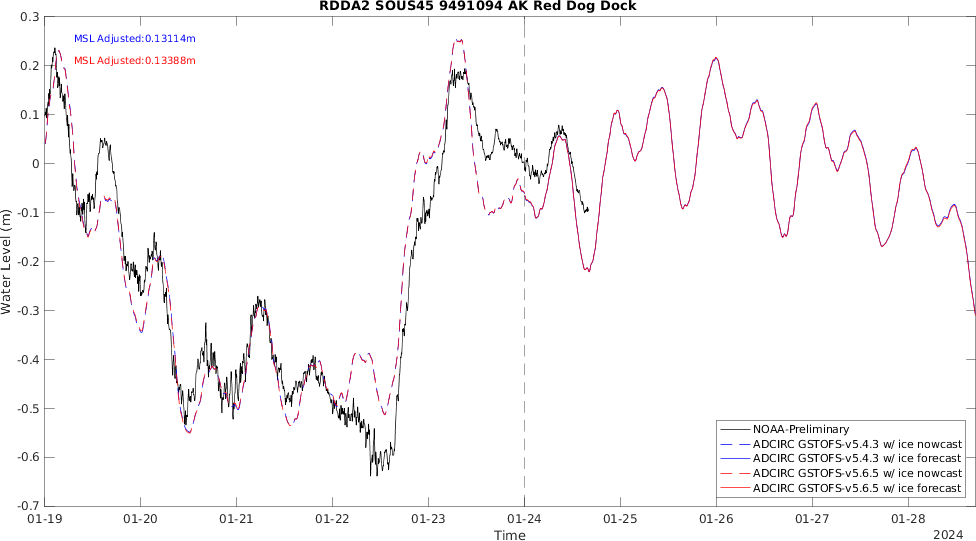 RDDA2 SOUS45 9491094 AK Red Dog Dock
MSL Adjusted:0.13114m
MSL Adjusted:0.13388m
Water Level (m)
0.3
0.2
0.1
0
-0.1
-0.2
-0.3
-0.4
-0.5
-0.6
-0.7
NOAA-Preliminary
ADCIRC GSTOFS-v5.4.3 w/ ice nowcast
ADCIRC GSTOFS-v5.4.3 w/ ice forecast
ADCIRC GSTOFS-v5.6.5 w/ ice nowcast
ADCIRC GSTOFS-v5.6.5 w/ ice forecast
01-19 01-20 01-21 01-22 01-23 01-24 01-25 01-26 01-27 01-28
Time
2024